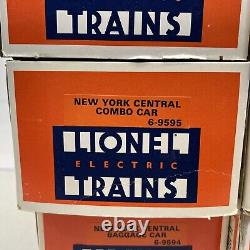 TRAINS
NEW YORK CENTRAL
COMBO CAR
6-9595
LIONEL
ELECTRIC
TRAINS
NEW YORK CENTRAL
BAGGAGE CAR
6-9594